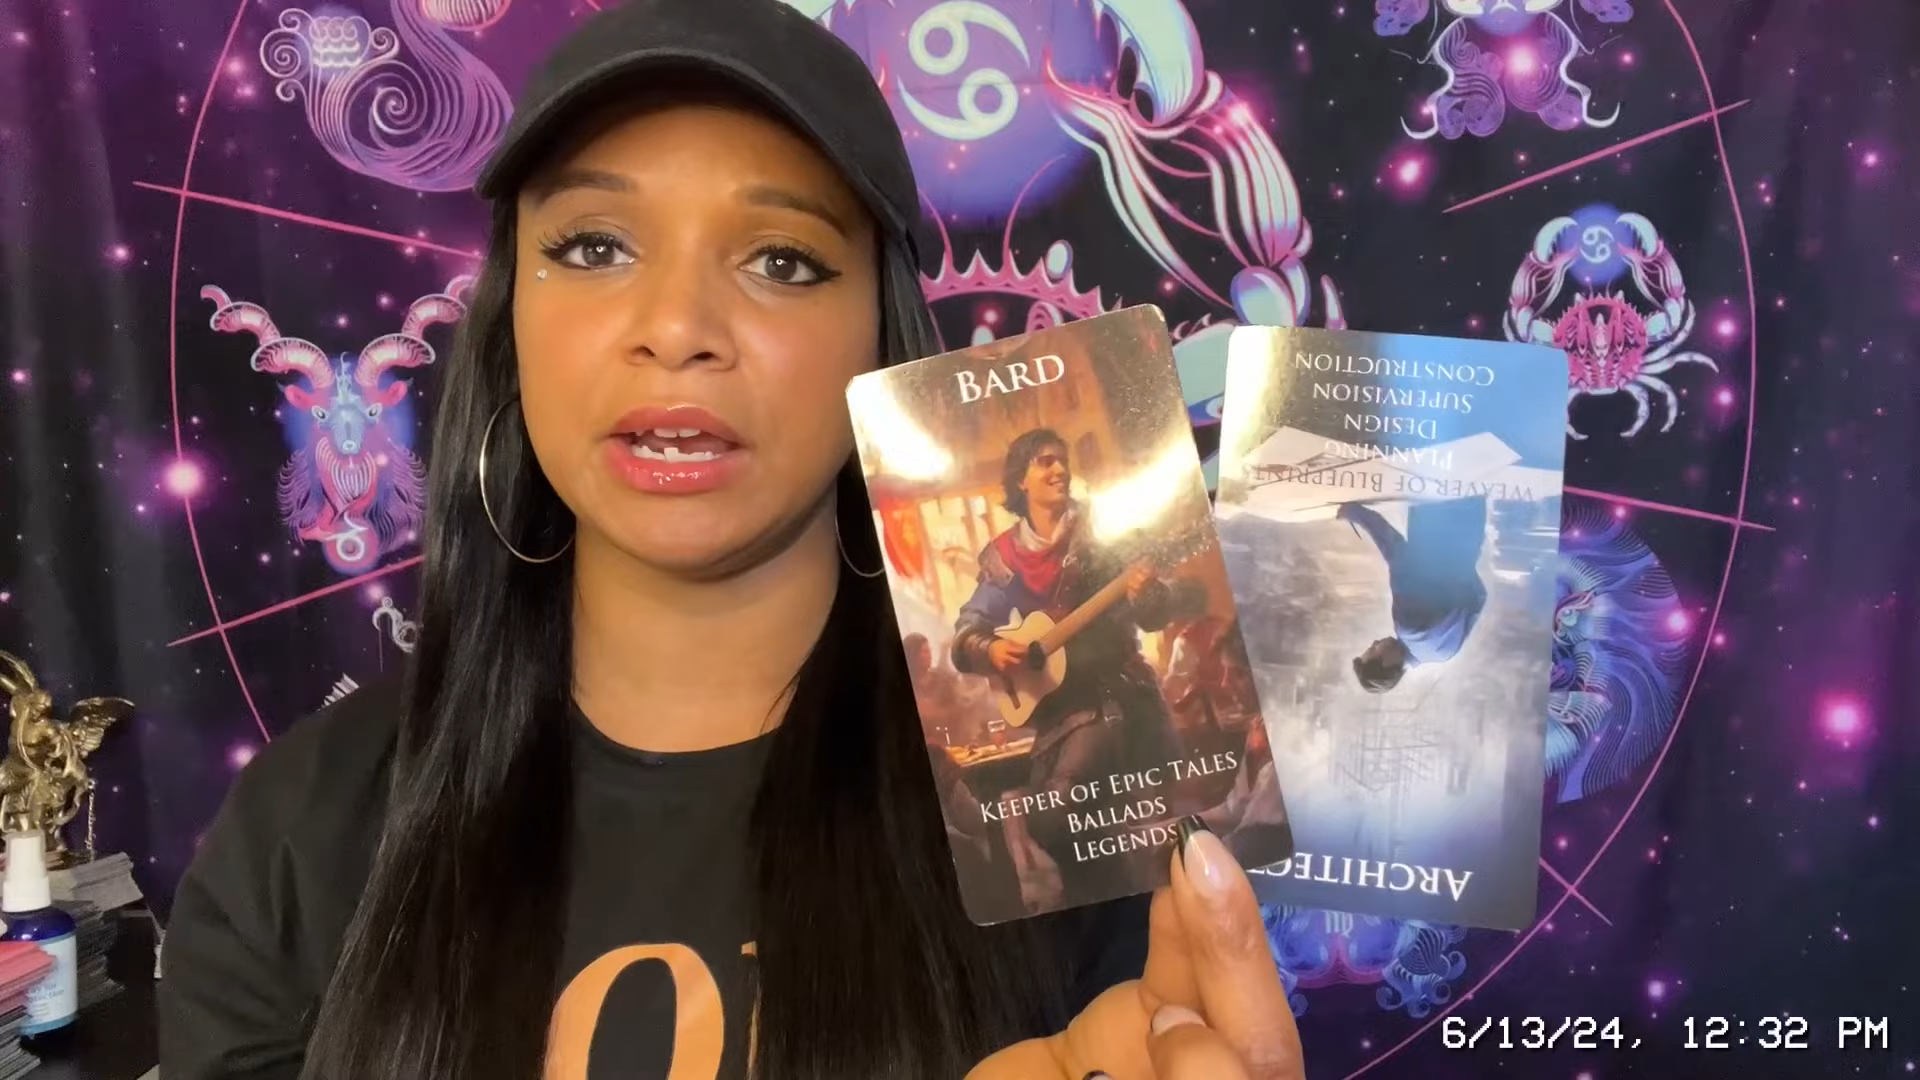 BARD
KEEPER OF EPIC TALES
BALLADS
LEGENDS
CONSTRUCTION
SUPERVISION
DESIGN
PLANNING
WEAVER OF BLUEPRINTS
ARCHITEC
6/13/24, 12:32 PM